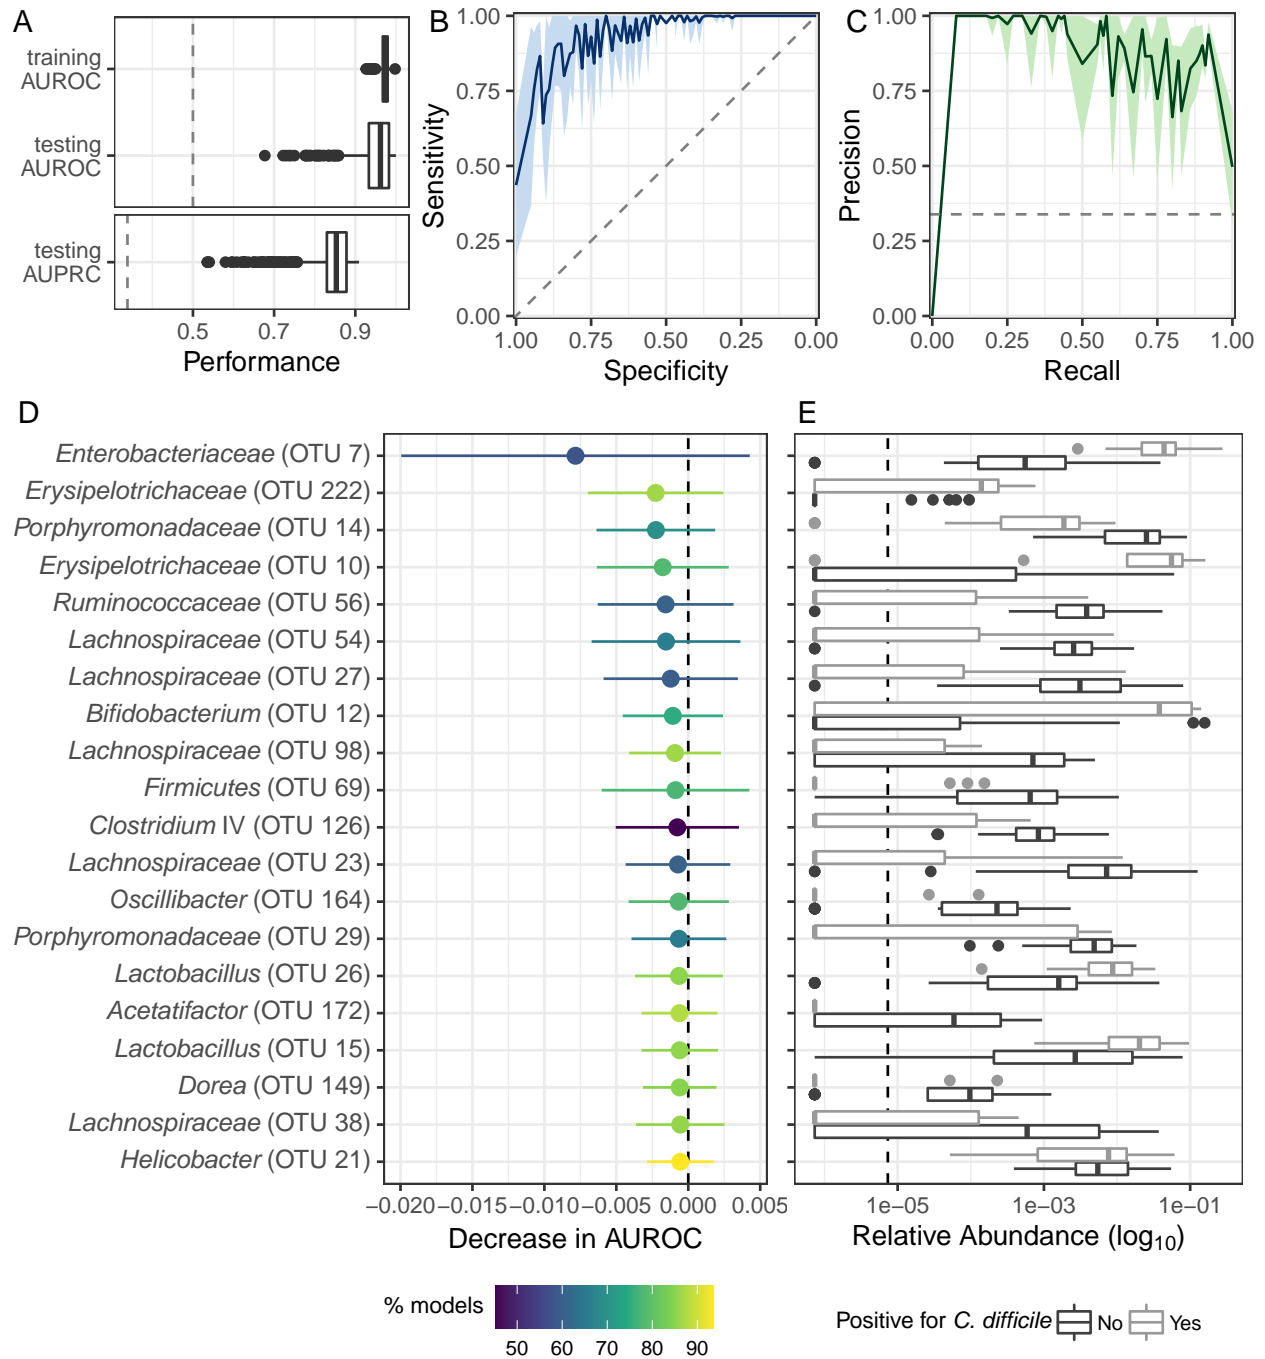 A
training
AUROC
testing
AUROC
testing
AUPRC
0.5
0.7
0.9
Performance
B
1.00
0.75
0.50
0.25
0.00
Sensitivity
1.00
0.75
0.50
0.25
0.00
Specificity
C
1.00
0.75
0.50
0.25
0.00
Precision
0.00
0.25
0.50
0.75
1.00
Recall
D
Enterobacteriaceae (OTU 7)
Erysipelotrichaceae (OTU 222)
Porphyromonadaceae (OTU 14)
Erysipelotrichaceae (OTU 10)
Ruminococcaceae (OTU 56)
Lachnospiraceae (OTU 54)
Lachnospiraceae (OTU 27)
Bifidobacterium (OTU 12)
Lachnospiraceae (OTU 98)
Firmicutes (OTU 69)
Clostridium IV (OTU 126)
Lachnospiraceae (OTU 23)
Oscillibacter (OTU 164)
Porphyromonadaceae (OTU 29)
Lactobacillus (OTU 26)
Acetatifactor (OTU 172)
Lactobacillus (OTU 15)
Dorea (OTU 149)
Lachnospiraceae (OTU 38)
Helicobacter (OTU 21)
−0.020
−0.015
−0.010
−0.005
0.000
0.005
Decrease in AUROC
% models
50
60
70
80
90
E
1e−05
1e−03
1e−01
Relative Abundance (log10)
Positive for C. difficile
No
Yes